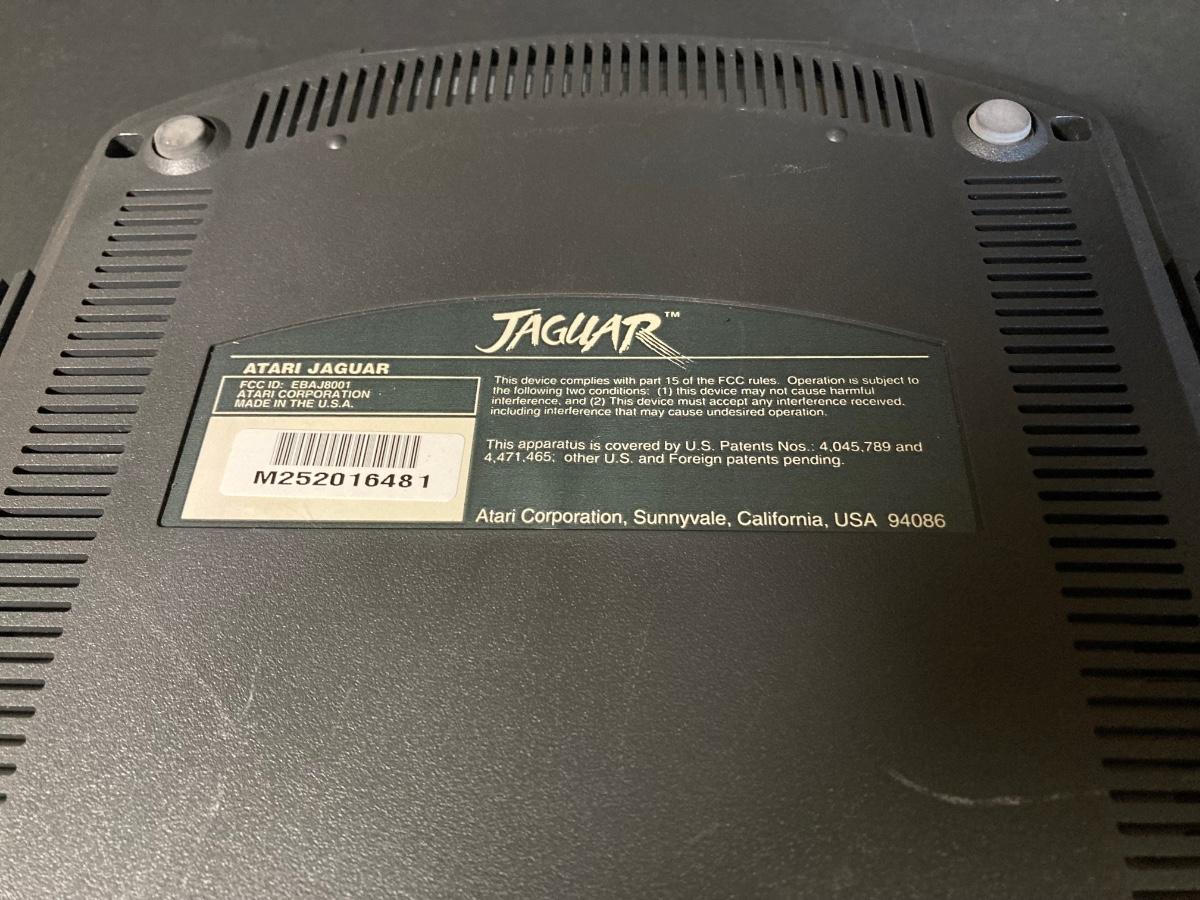 JAGUAR™
ATARI JAGUAR
FCC ID: EBAJ8001
ATARI CORPORATION
MADE IN THE U.S.A.
M252016481
This device complies with part 15 of the FCC rules. Operation is subject to
the following two conditions: (1) this device may not cause harmful
interference, and (2) This device must accept any interference received,
including interference that may cause undesired operation.
This apparatus is covered by U.S. Patents Nos.: 4,045,789 and
4,471,465; other U.S. and Foreign patents pending.
Atari Corporation, Sunnyvale, California, USA 94086